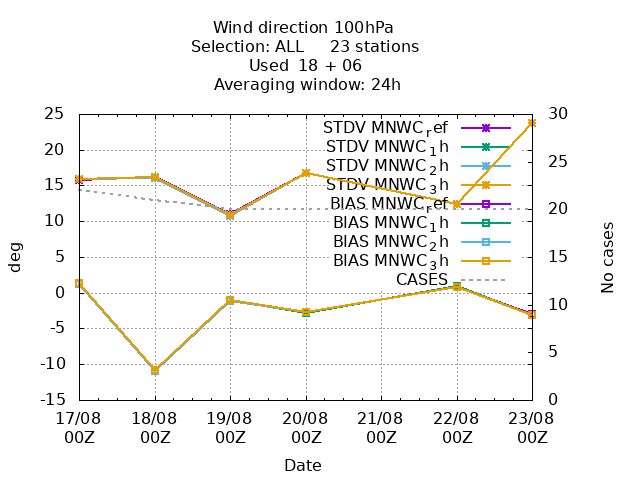 Wind direction 100hPa
Selection: ALL 23 stations
Used 18 + 06
Averaging window: 24h
25
20
15
10
5
0
-5
-10
-15
deg
30
25
20
15
10
5
0
No cases
STDV MNWC_ref
STDV MNWC_1h
STDV MNWC_2h
STDV MNWC_3h
BIAS MNWC_ref
BIAS MNWC_1h
BIAS MNWC_2h
BIAS MNWC_3h
CASES
17/08 18/08 19/08 20/08 21/08 22/08 23/08
00Z 00Z 00Z 00Z 00Z 00Z 00Z
Date